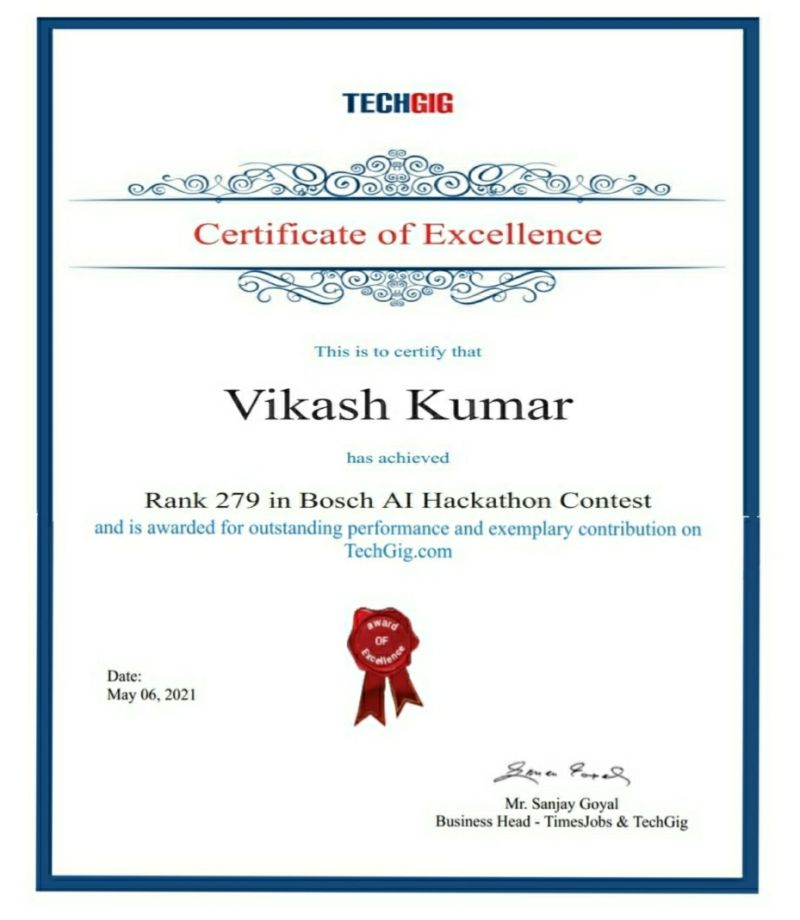 TECHGIG
Certificate of Excellence
This is to certify that
Vikash Kumar
has achieved
Rank 279 in Bosch AI Hackathon Contest
and is awarded for outstanding performance and exemplary contribution on
TechGig.com
award
OF
Excellence
Date:
May 06, 2021
Mr. Sanjay Goyal
Business Head - TimesJobs & TechGig